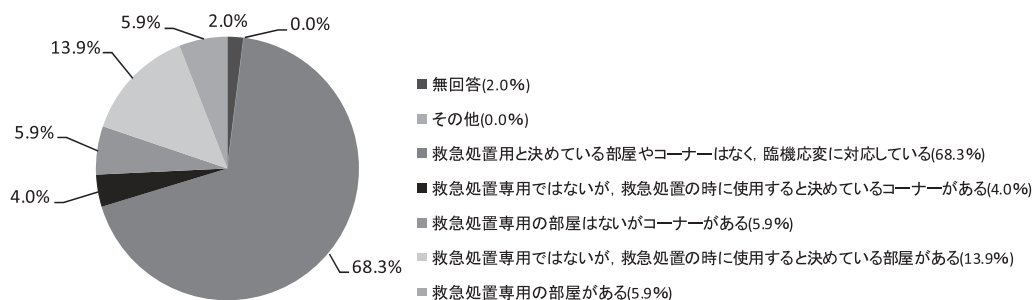 5.9%
2.0%
0.0%
13.9%
5.9%
4.0%
68.3%
無回答(2.0%)
その他(0.0%)
救急処置用と決めている部屋やコーナーはなく，臨機応変に対応している(68.3%)
救急処置専用ではないが，救急処置の時に使用すると決めているコーナーがある(4.0%)
救急処置専用の部屋はないがコーナーがある(5.9%)
救急処置専用ではないが，救急処置の時に使用すると決めている部屋がある(13.9%)
救急処置専用の部屋がある(5.9%)